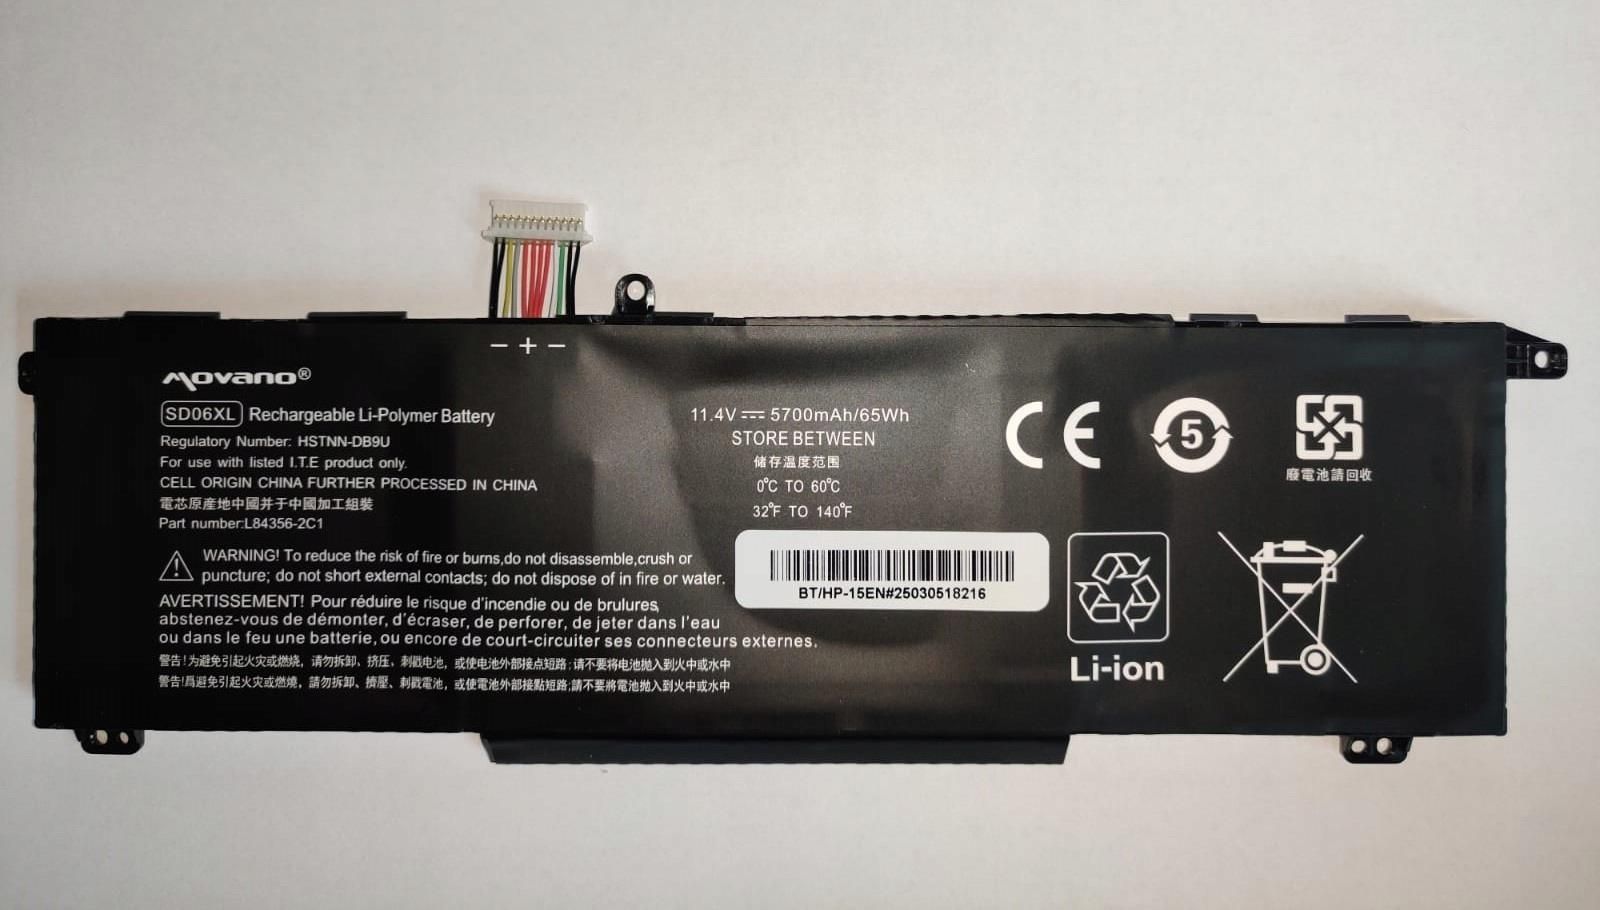 − + −
Movano®
SD06XL Rechargeable Li-Polymer Battery
Regulatory Number: HSTNN-DB9U
For use with listed I.T.E product only.
CELL ORIGIN CHINA FURTHER PROCESSED IN CHINA
電芯原產地中國并于中國加工組裝
Part number:L84356-2C1
WARNING! To reduce the risk of fire or burns,do not disassemble,crush or
puncture; do not short external contacts; do not dispose of in fire or water.
AVERTISSEMENT! Pour réduire le risque d'incendie ou de brulures,
abstenez-vous de démonter, d'écraser, de perforer, de jeter dans l'eau
ou dans le feu une batterie, ou encore de court-circuiter ses connecteurs externes.
警告!为避免引起火灾或燃烧，请勿拆卸、挤压、刺戳电池，或使电池外部接点短路;请不要将电池抛入到火中或水中
警告!爲避免引起火灾或燃燒，請勿拆卸、擠壓、刺戳電池，或使電池外部接點短路;請不要將電池抛入到火中或水中
11.4V⎓5700mAh/65Wh
STORE BETWEEN
储存温度范围
0℃ TO 60℃
32℉ TO 140℉
BT/HP-15EN#25030518216
CE
5
廢電池請回收
Li-ion